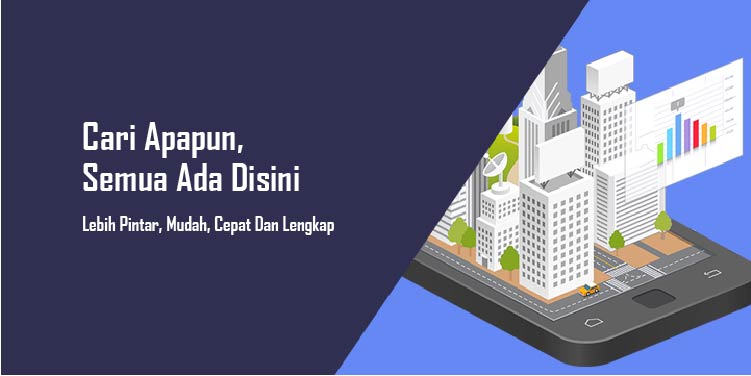 Cari Apapun,
Semua Ada Disini
Lebih Pintar, Mudah, Cepat Dan Lengkap